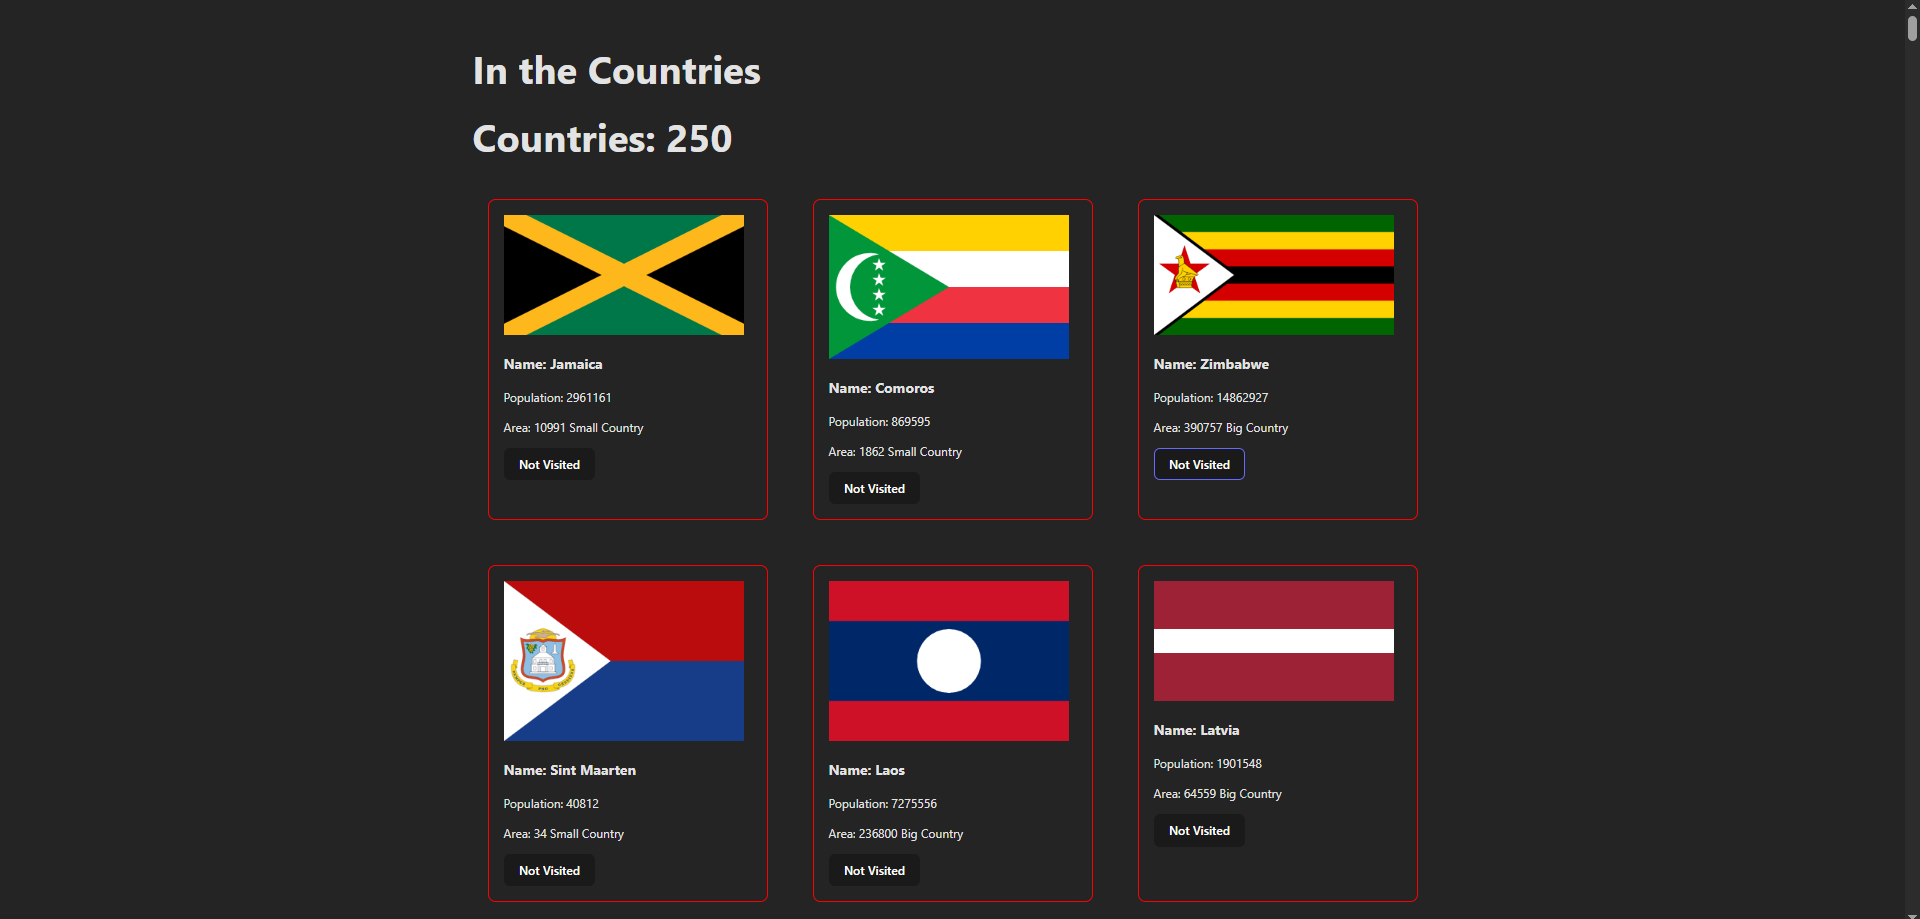 In the Countries
Countries: 250
Name: Jamaica
Population: 2961161
Area: 10991 Small Country
Not Visited
Name: Comoros
Population: 869595
Area: 1862 Small Country
Not Visited
Name: Zimbabwe
Population: 14862927
Area: 390757 Big Country
Not Visited
Name: Sint Maarten
Population: 40812
Area: 34 Small Country
Not Visited
Name: Laos
Population: 7275556
Area: 236800 Big Country
Not Visited
Name: Latvia
Population: 1901548
Area: 64559 Big Country
Not Visited